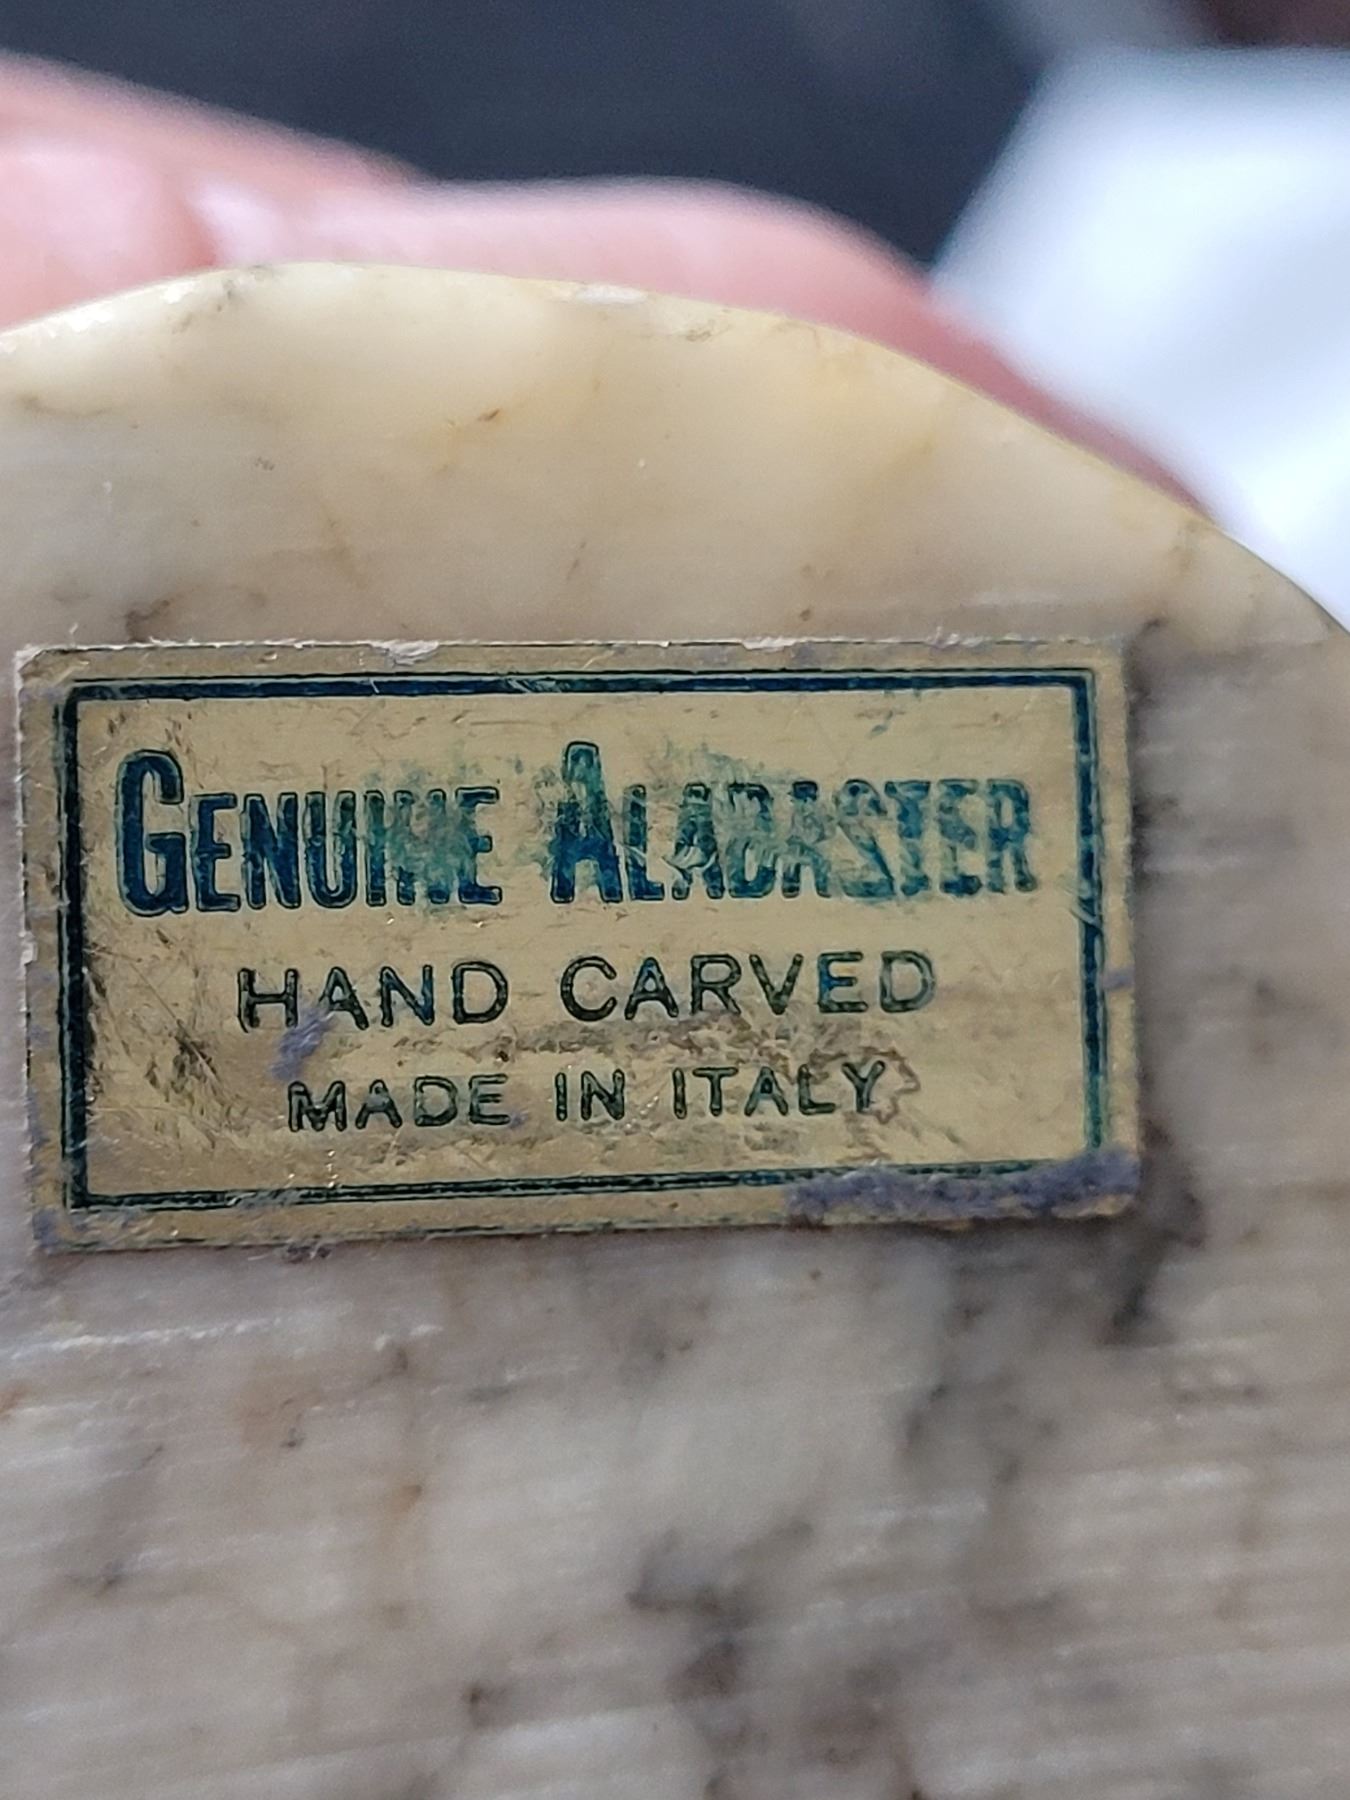 GENUINE ALABASTER
HAND CARVED
MADE IN ITALY